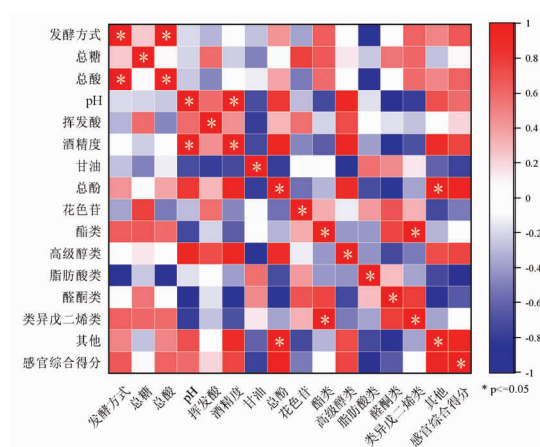 发酵方式
总糖
总酸
pH
挥发酸
酒精度
甘油
总酚
花色苷
酯类
高级醇类
脂肪酸类
醛酮类
类异戊二烯类
其他
感官综合得分
发酵方式
总糖
总酸
pH
挥发酸
酒精度
甘油
总酚
花色苷
酯类
高级醇类
脂肪酸类
醛酮类
类异戊二烯类
其他
感官综合得分
1
0.8
0.6
0.4
0.2
0
-0.2
-0.4
-0.6
-0.8
-1
* p<=0.05